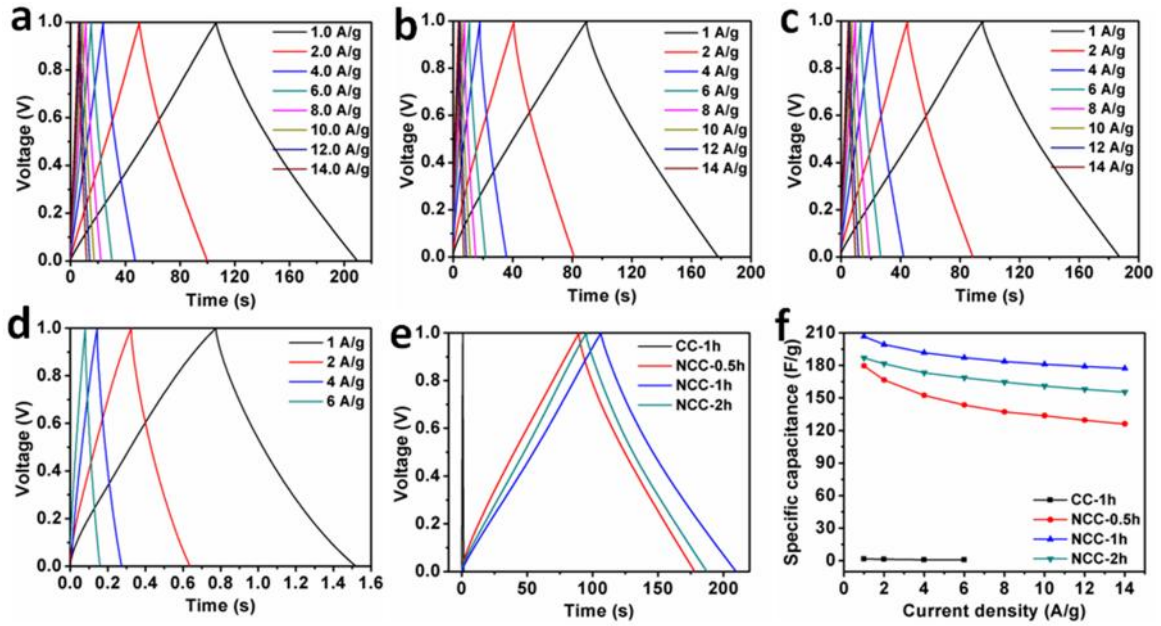 a
1.0 A/g
2.0 A/g
4.0 A/g
6.0 A/g
8.0 A/g
10.0 A/g
12.0 A/g
14.0 A/g
Voltage (V)
1.0
0.8
0.6
0.4
0.2
0.0
0 40 80 120 160 200
Time (s)
b
1 A/g
2 A/g
4 A/g
6 A/g
8 A/g
10 A/g
12 A/g
14 A/g
Voltage (V)
1.0
0.8
0.6
0.4
0.2
0.0
0 40 80 120 160 200
Time (s)
c
1 A/g
2 A/g
4 A/g
6 A/g
8 A/g
10 A/g
12 A/g
14 A/g
Voltage (V)
1.0
0.8
0.6
0.4
0.2
0.0
0 40 80 120 160 200
Time (s)
d
1 A/g
2 A/g
4 A/g
6 A/g
Voltage (V)
1.0
0.8
0.6
0.4
0.2
0.0
0.0 0.2 0.4 0.6 0.8 1.0 1.2 1.4 1.6
Time (s)
e
CC-1h
NCC-0.5h
NCC-1h
NCC-2h
Voltage (V)
1.0
0.8
0.6
0.4
0.2
0.0
0 50 100 150 200
Time (s)
f
Specific capacitance (F/g)
210
180
150
120
90
60
30
0
CC-1h
NCC-0.5h
NCC-1h
NCC-2h
0 2 4 6 8 10 12 14
Current density (A/g)